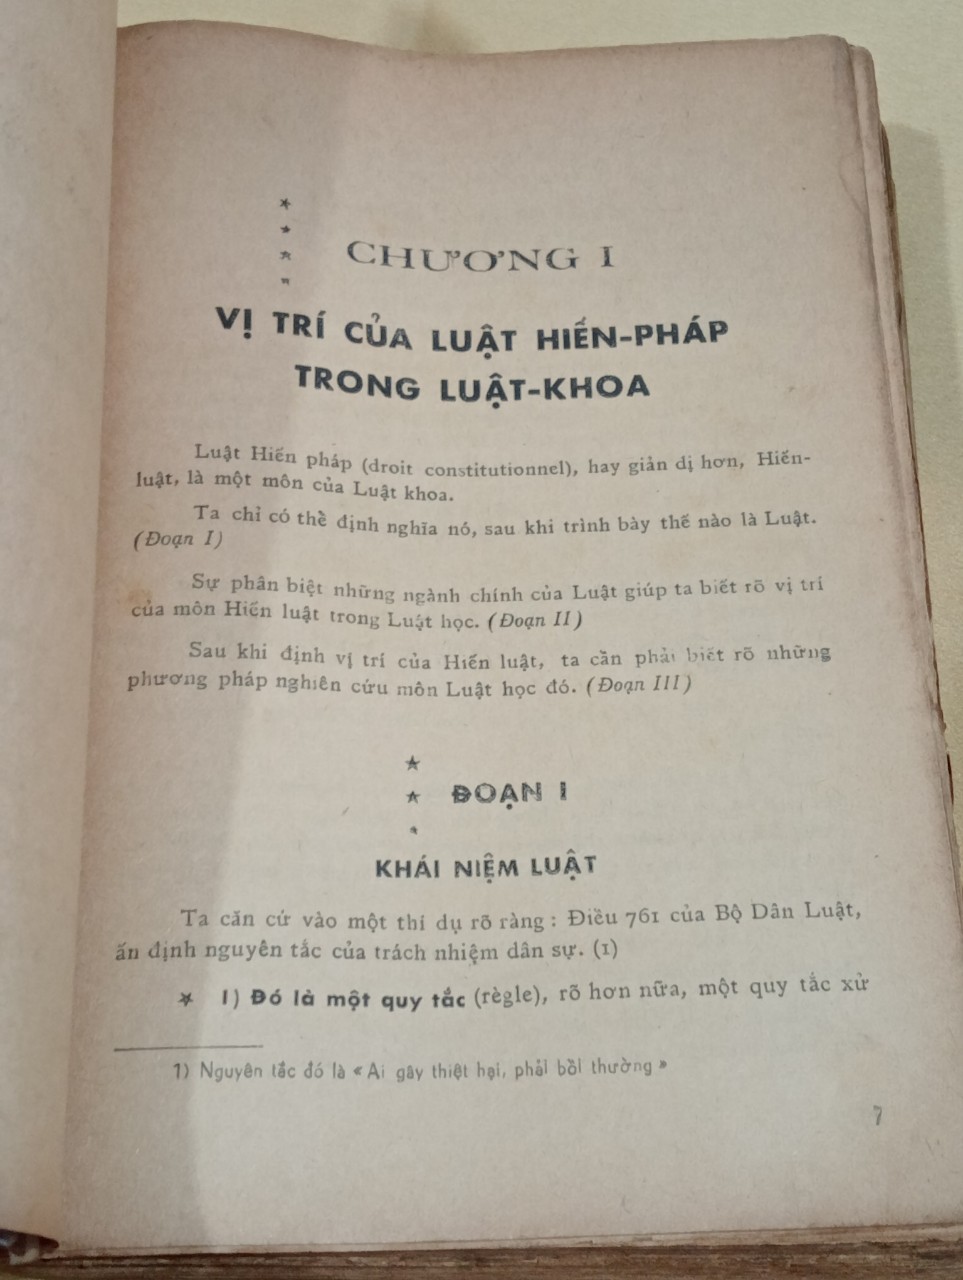 CHƯƠNG I
VỊ TRÍ CỦA LUẬT HIẾN-PHÁP
TRONG LUẬT-KHOA
Luật Hiến pháp (droit constitutionnel), hay giản dị hơn, Hiến-
luật, là một môn của Luật khoa.
Ta chỉ có thể định nghĩa nó, sau khi trình bày thế nào là Luật.
(Đoạn I)
Sự phân biệt những ngành chính của Luật giúp ta biết rõ vị trí
của môn Hiến luật trong Luật học. (Đoạn II)
Sau khi định vị trí của Hiến luật, ta cần phải biết rõ những
phương pháp nghiên cứu môn Luật học đó. (Đoạn III)
ĐOẠN I
KHÁI NIỆM LUẬT
Ta căn cứ vào một thí dụ rõ ràng : Điều 761 của Bộ Dân Luật,
ấn định nguyên tắc của trách nhiệm dân sự. (1)
1) Đó là một quy tắc (règle), rõ hơn nữa, một quy tắc xử
1) Nguyên tắc đó là « Ai gây thiệt hại, phải bồi thường »
7